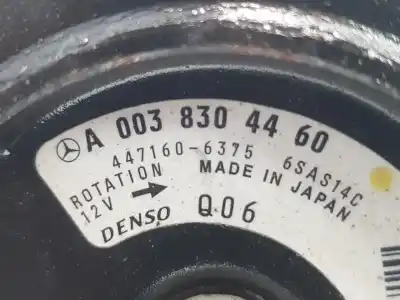 A 003 830 44 60
447160-6375 6SAS14C
ROTATION MADE IN JAPAN
12V
DENSO Q06